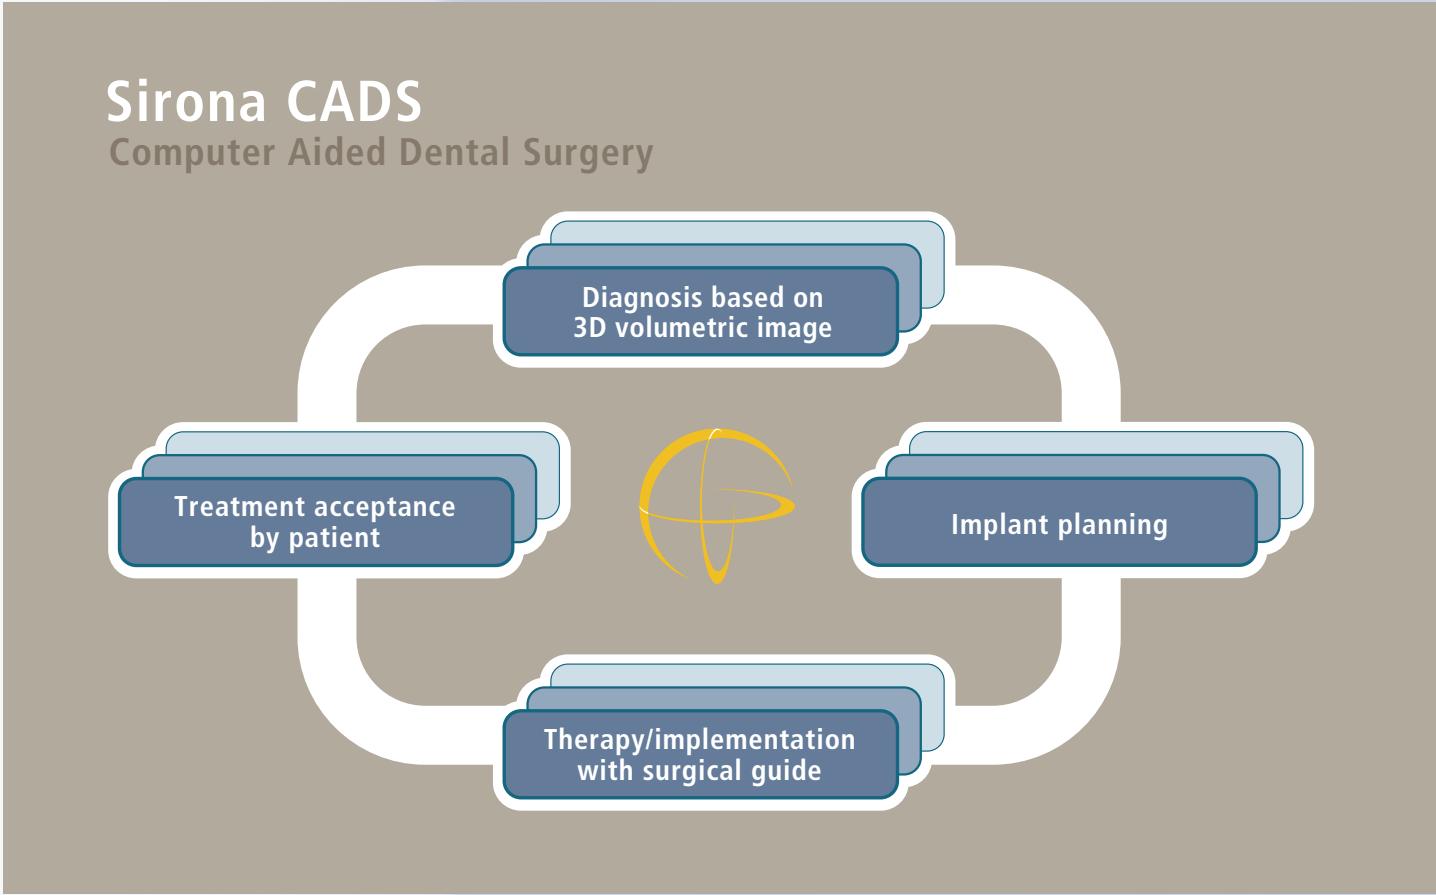 Sirona CADS
Computer Aided Dental Surgery
Diagnosis based on
3D volumetric image
Treatment acceptance
by patient
Implant planning
Therapy/implementation
with surgical guide